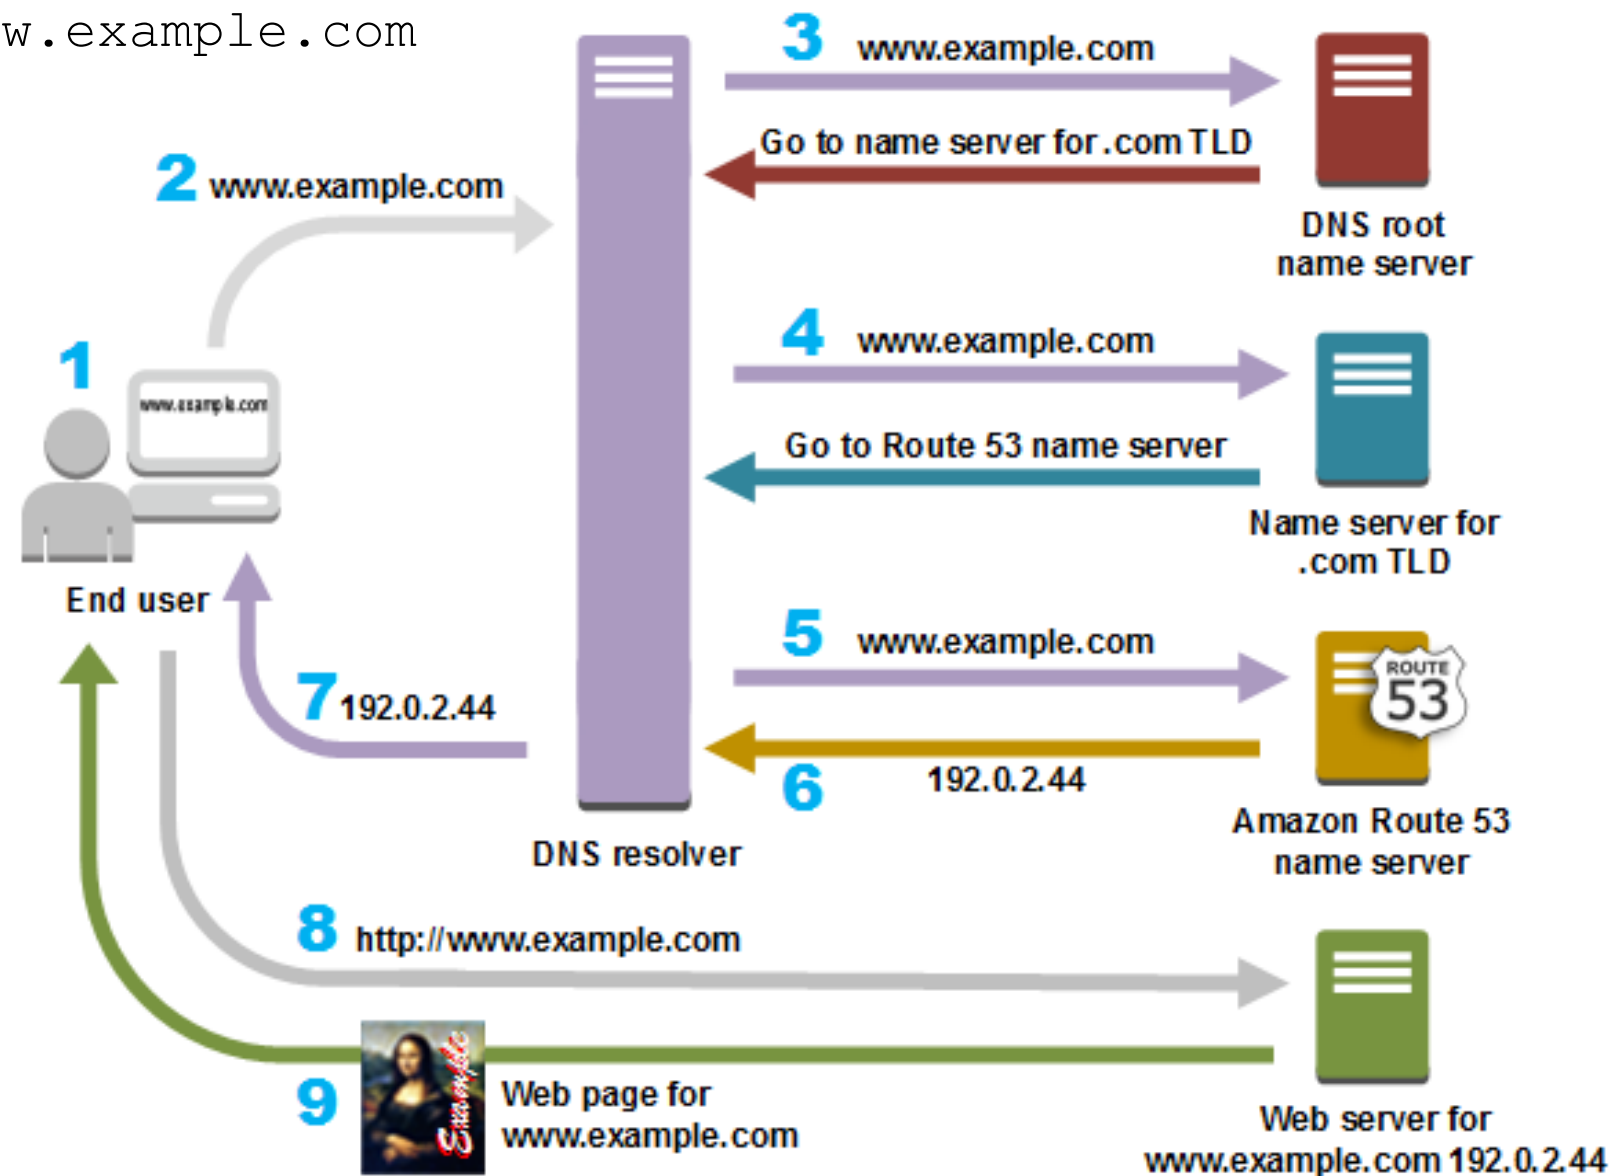 w.example.com
3 www.example.com
Go to name server for .com TLD
DNS root
name server
2 www.example.com
1
www.example.com
End user
4 www.example.com
Go to Route 53 name server
Name server for
.com TLD
5 www.example.com
ROUTE
53
6
192.0.2.44
Amazon Route 53
name server
7 192.0.2.44
DNS resolver
8 http://www.example.com
9
Example
Web page for
www.example.com
Web server for
www.example.com 192.0.2.44